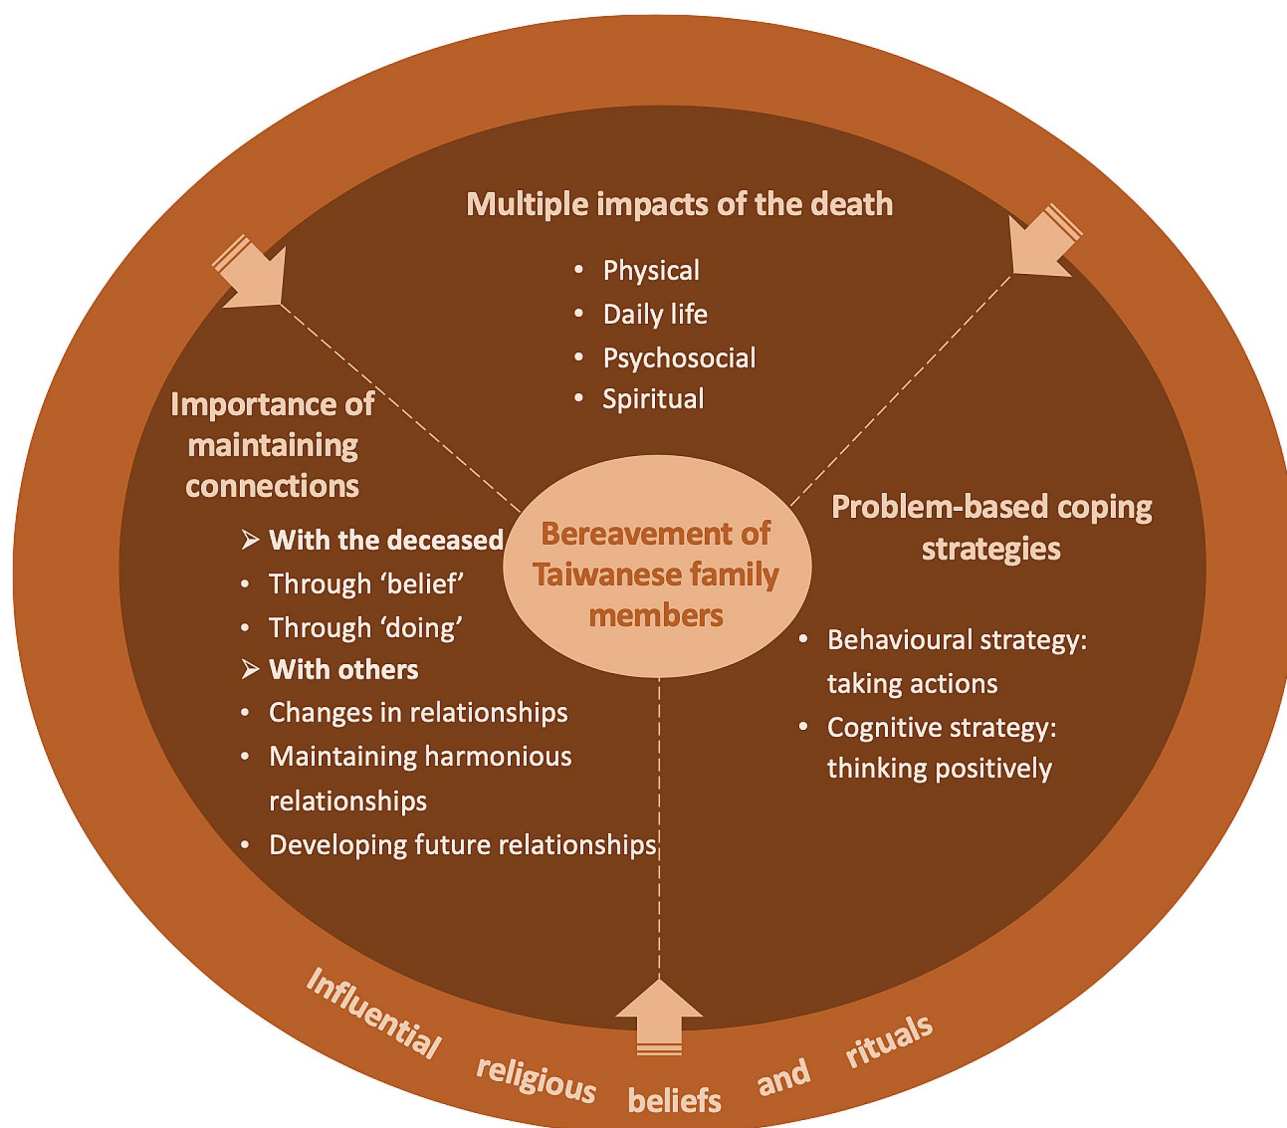 Multiple impacts of the death
• Physical
• Daily life
• Psychosocial
• Spiritual
Importance of
maintaining
connections
➢ With the deceased
• Through ‘belief’
• Through ‘doing’
➢ With others
• Changes in relationships
• Maintaining harmonious
relationships
• Developing future relationships
Bereavement of
Taiwanese family
members
Problem-based coping
strategies
• Behavioural strategy:
taking actions
• Cognitive strategy:
thinking positively
Influential religious beliefs and rituals